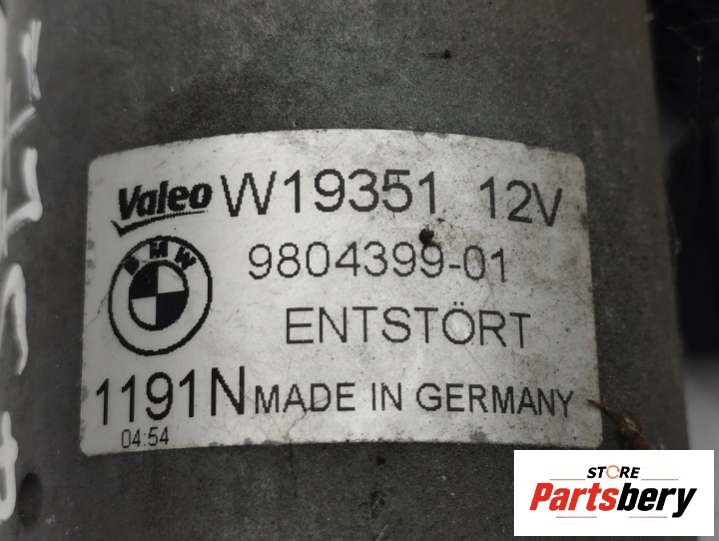 Valeo W19351 12V
BMW
9804399-01
ENTSTÖRT
1191N MADE IN GERMANY
04:54
STORE
Partsbery